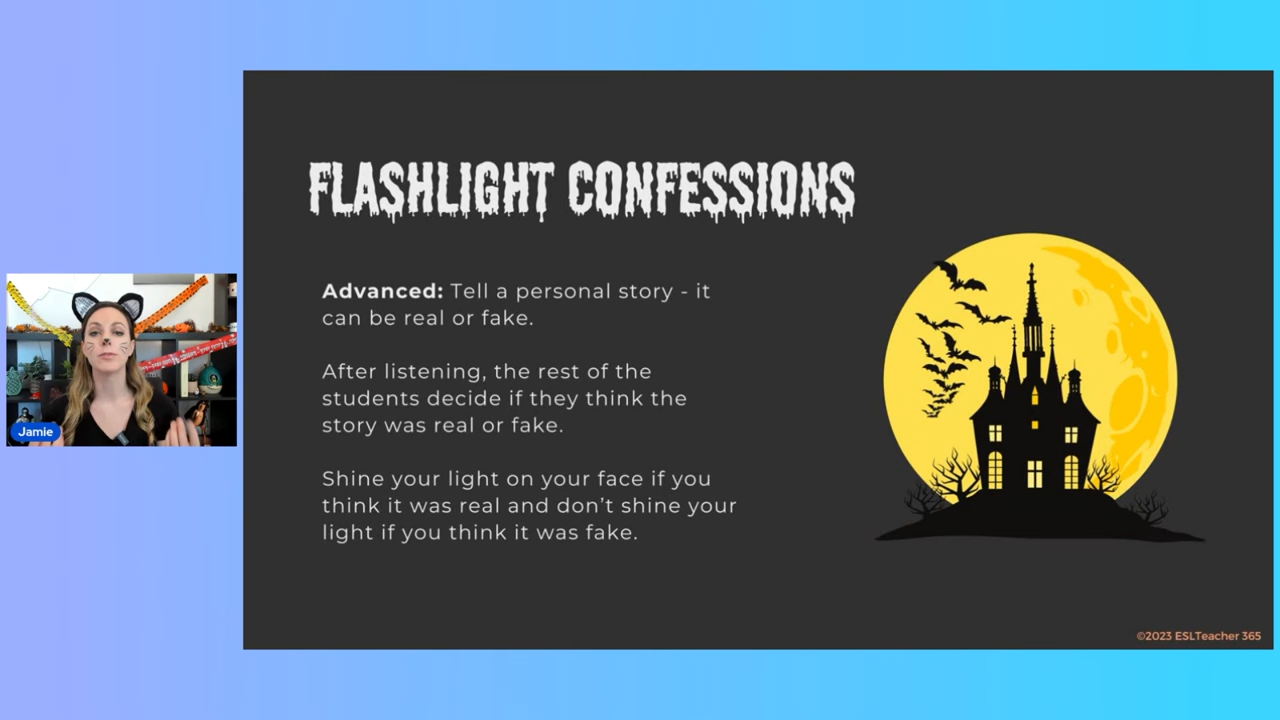 FLASHLIGHT CONFESSIONS
Advanced: Tell a personal story - it
can be real or fake.
After listening, the rest of the
students decide if they think the
story was real or fake.
Shine your light on your face if you
think it was real and don’t shine your
light if you think it was fake.
Jamie
©2023 ESLTeacher 365